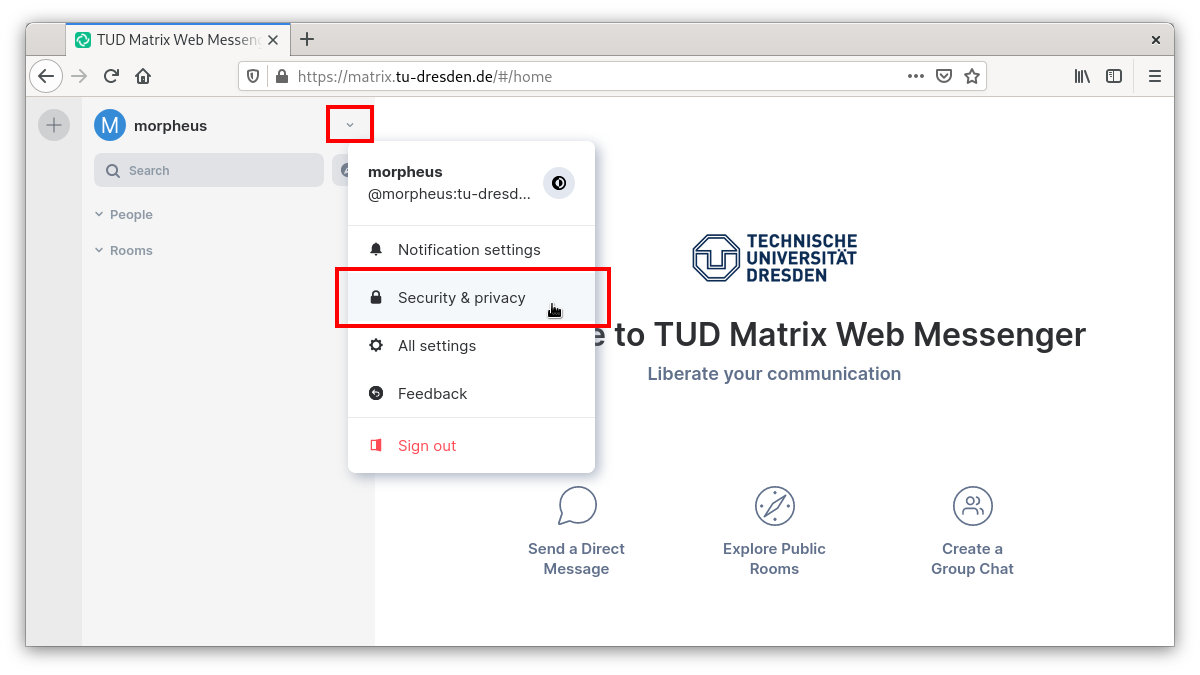 TUD Matrix Web Messeng
https://matrix.tu-dresden.de/#/home
M morpheus
Search
People
Rooms
morpheus
@morpheus:tu-dresd...
Notification settings
Security & privacy
All settings
Feedback
Sign out
TECHNISCHE
UNIVERSITÄT
DRESDEN
e to TUD Matrix Web Messenger
Liberate your communication
Send a Direct
Message
Explore Public
Rooms
Create a
Group Chat